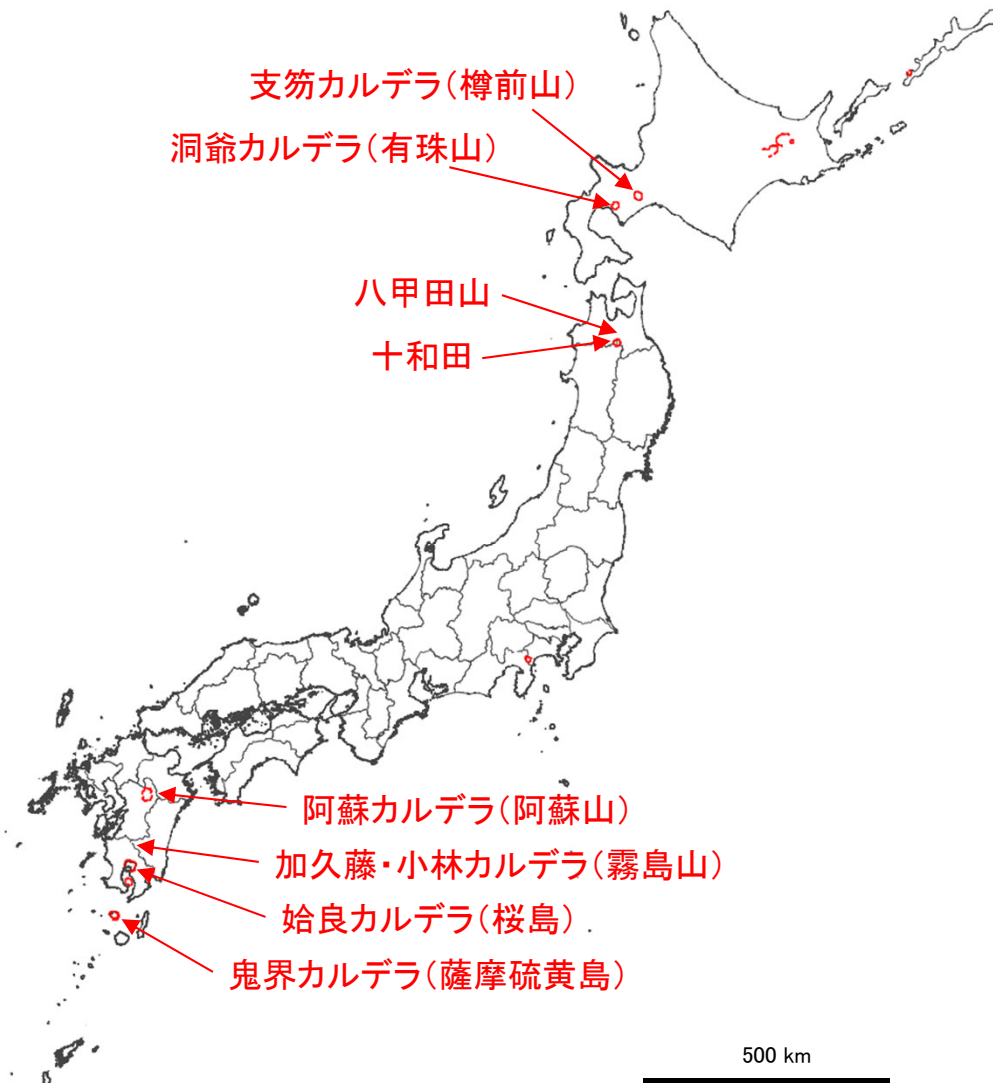 支笏カルデラ(樽前山)
洞爺カルデラ(有珠山)
八甲田山
十和田
阿蘇カルデラ(阿蘇山)
加久藤・小林カルデラ(霧島山)
姶良カルデラ(桜島)
鬼界カルデラ(薩摩硫黄島)
500 km